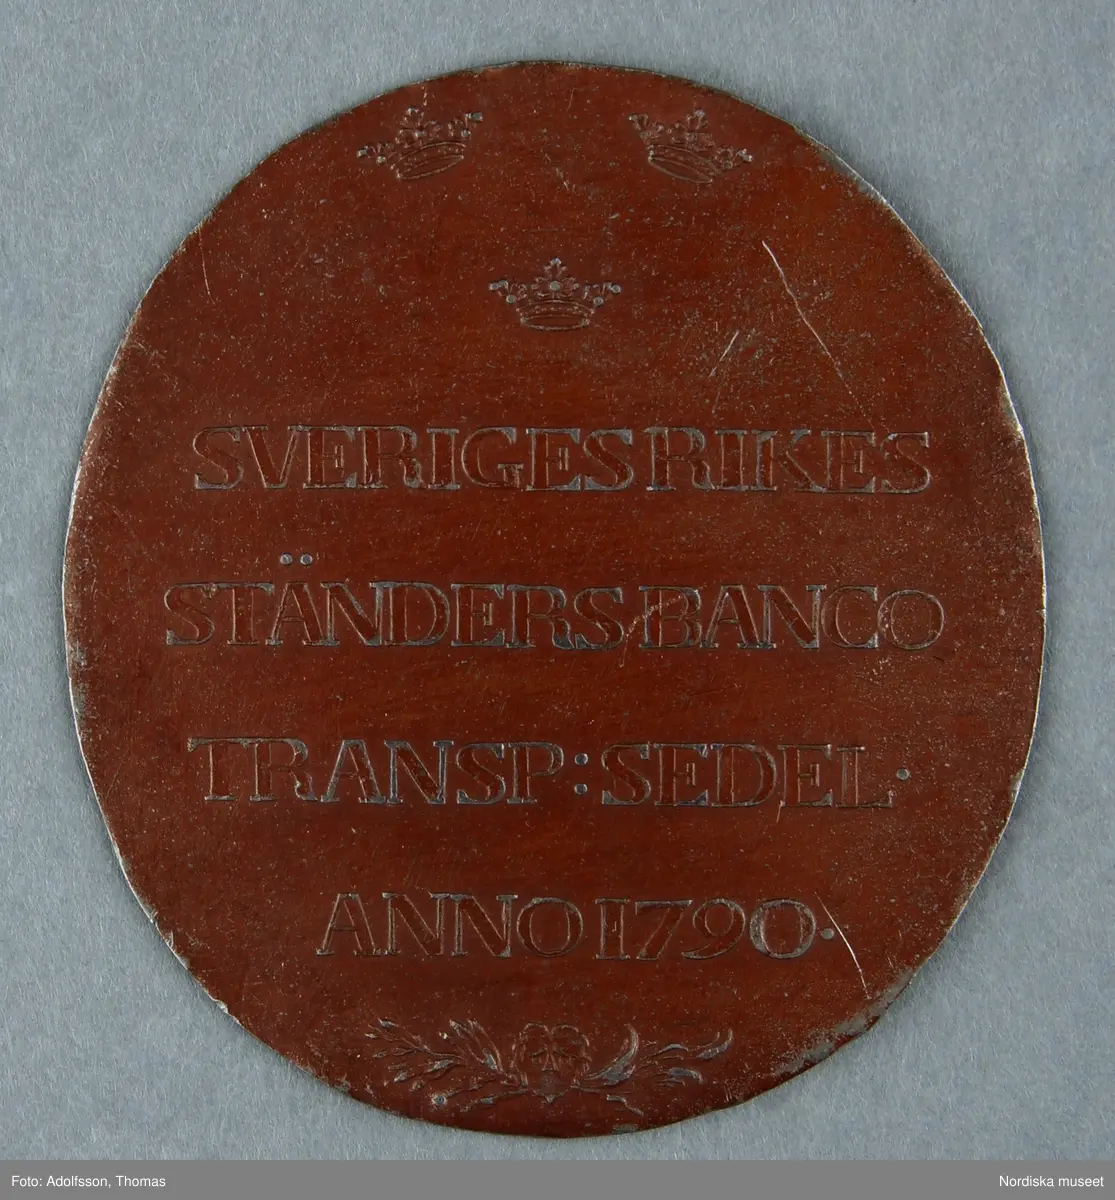 SVERIGES RIKES
STÄNDERS BANCO
TRANSP: SEDEL.
ANNO 1790.
Foto: Adolfsson, Thomas
Nordiska museet